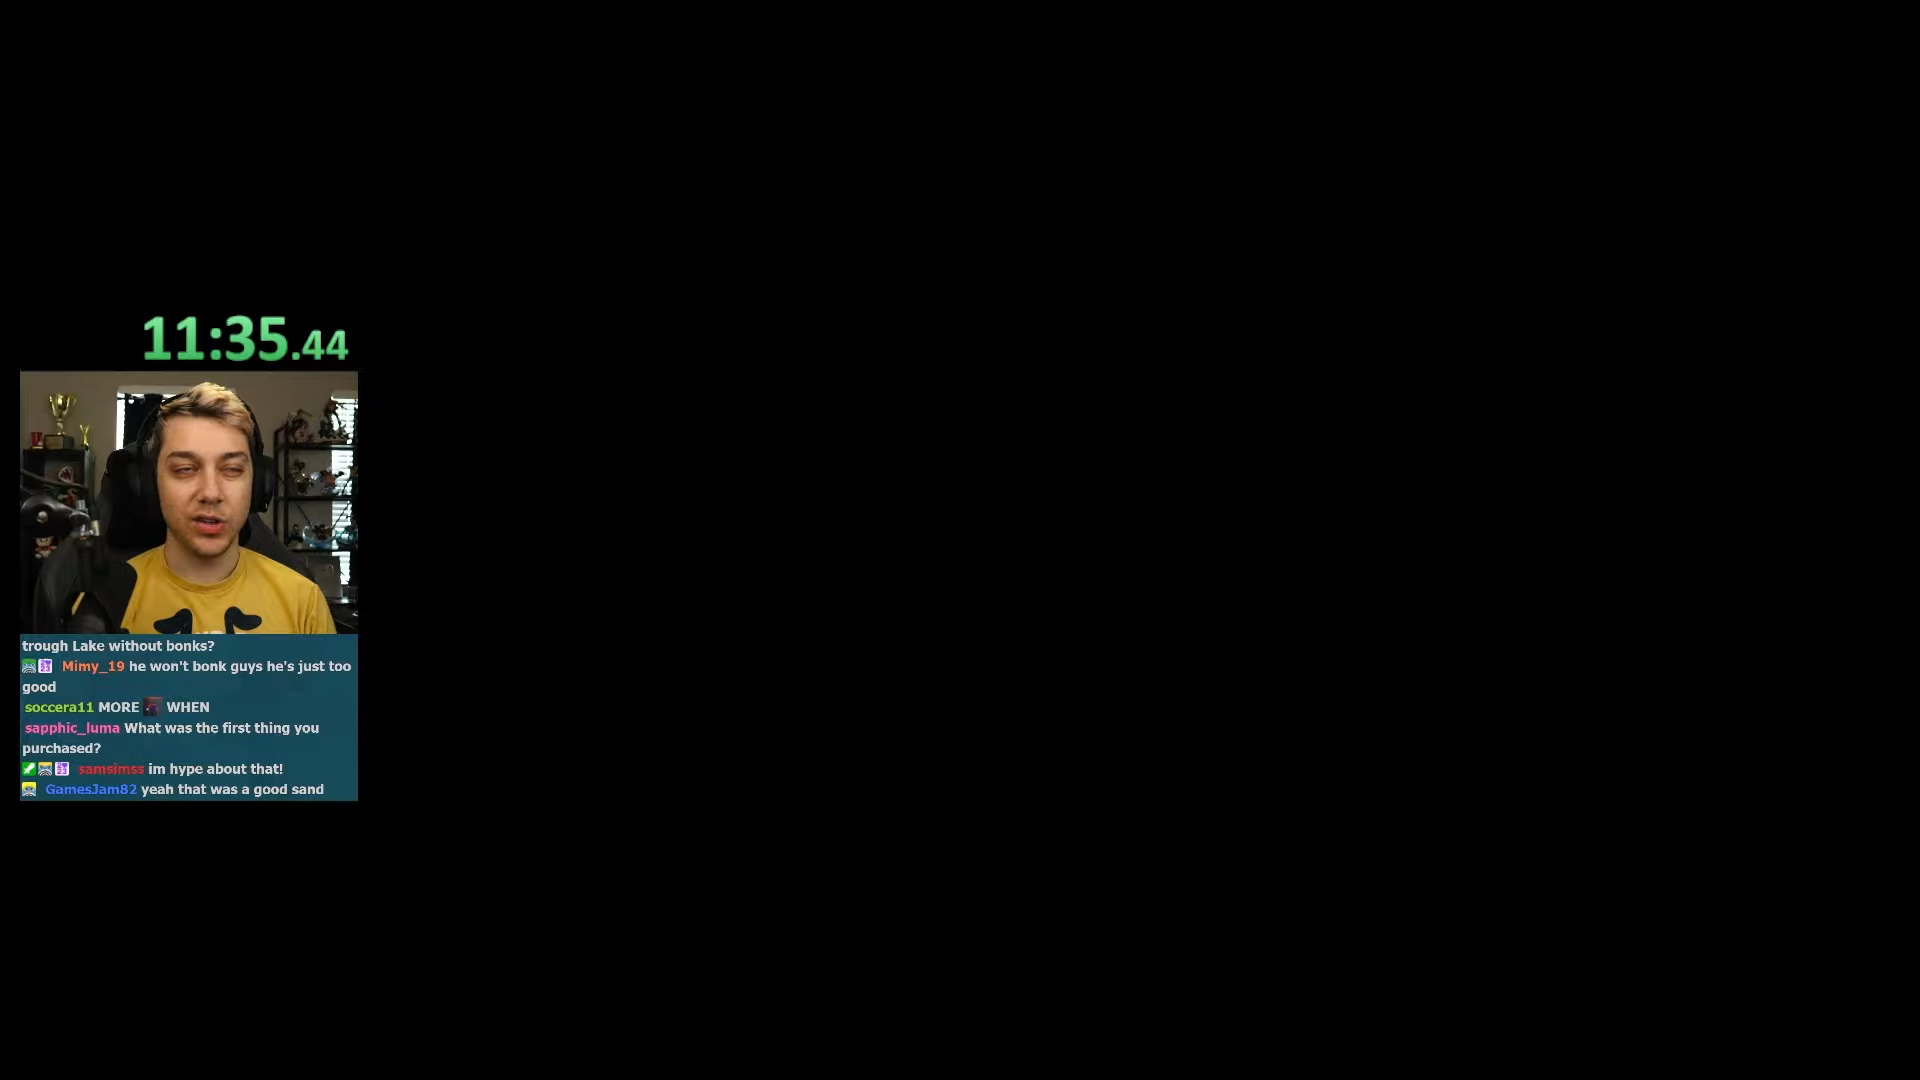 11:35.44
trough Lake without bonks?
Mimy_19 he won't bonk guys he's just too
good
soccera11 MORE WHEN
sapphic_luma What was the first thing you
purchased?
samsimss im hype about that!
GamesJam82 yeah that was a good sand